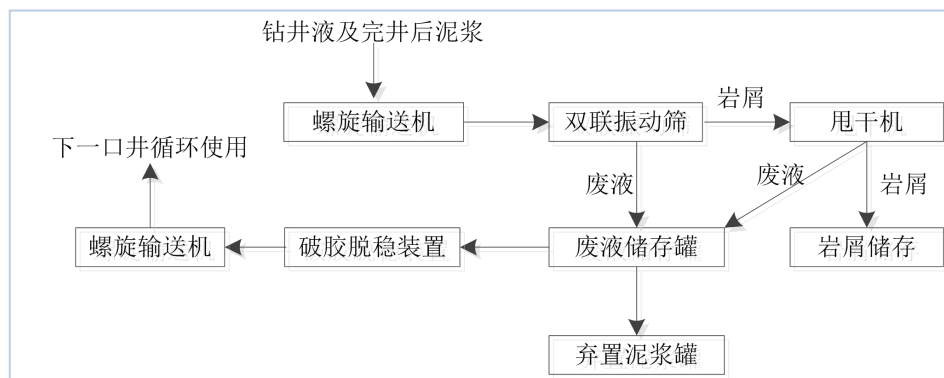 钻井液及完井后泥浆
螺旋输送机
双联振动筛
岩屑
甩干机
下一口井循环使用
废液
废液
岩屑
螺旋输送机
破胶脱稳装置
废液储存罐
岩屑储存
弃置泥浆罐